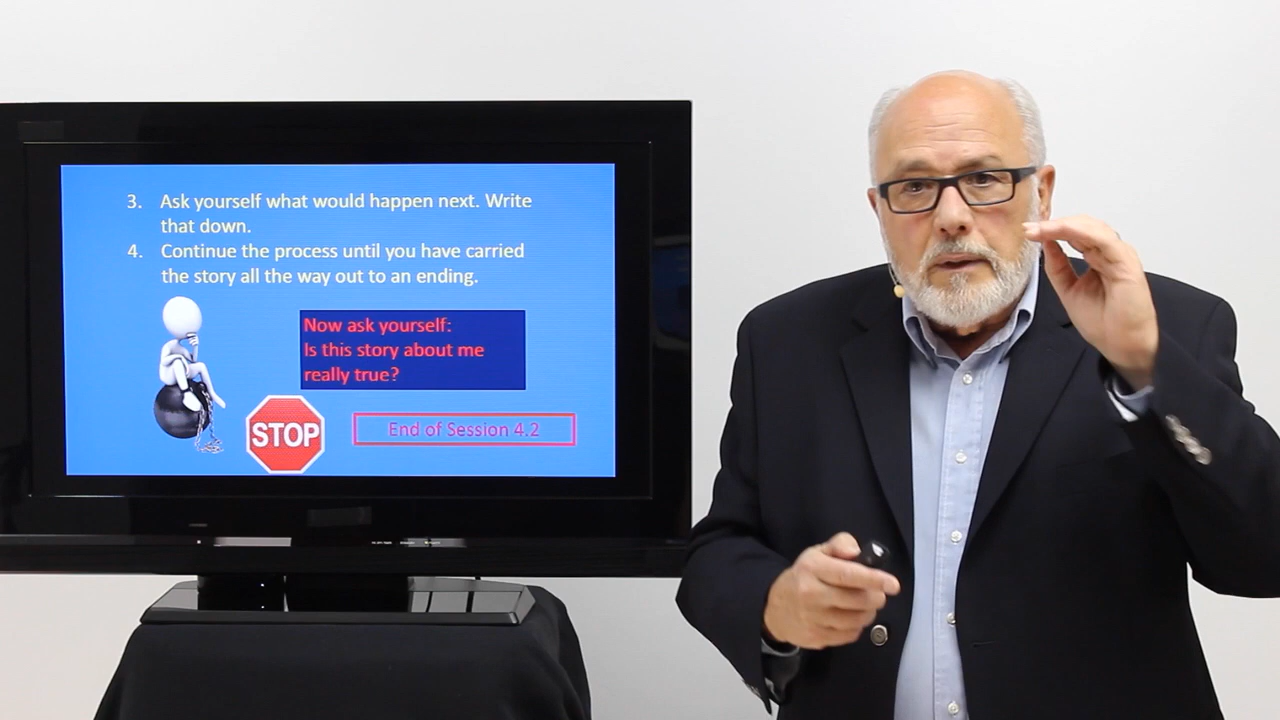 3. Ask yourself what would happen next. Write
that down.
4. Continue the process until you have carried
the story all the way out to an ending.
Now ask yourself:
Is this story about me
really true?
STOP
End of Session 4.2